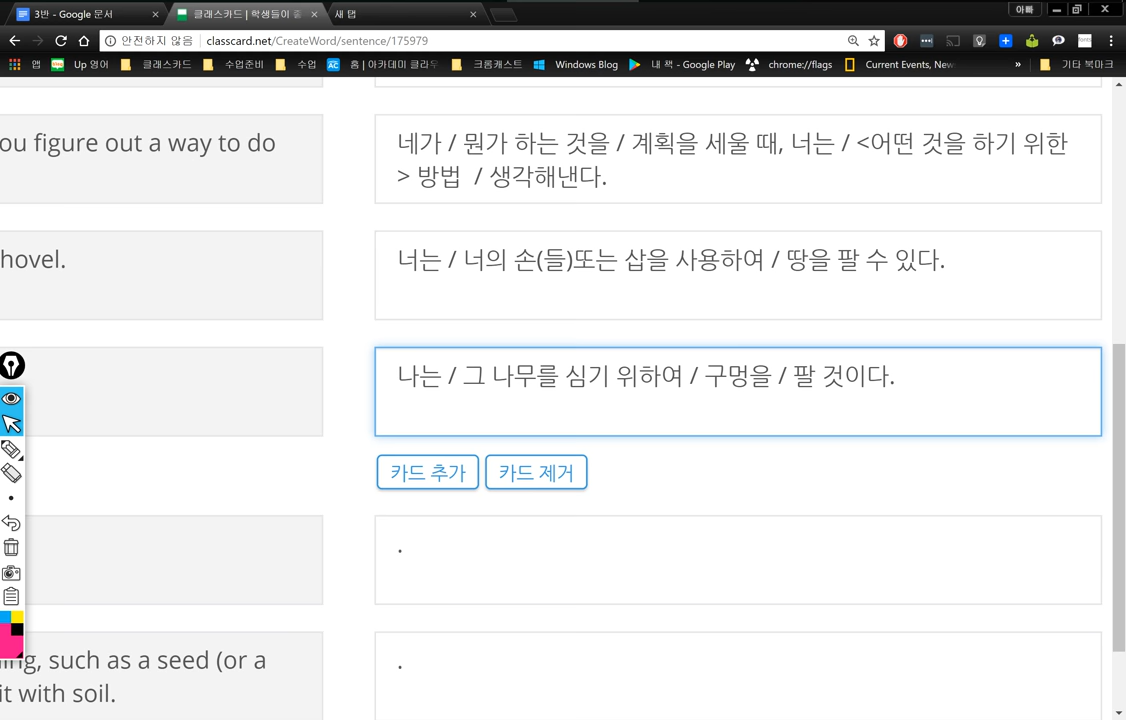 3반 - Google 문서
클래스카드 | 학생들이 좋
새 탭
아빠
안전하지 않음
classcard.net/CreateWord/sentence/175979
앱
Up 영어
클래스카드
수업준비
수업
홈 | 아카데미 클라우
크롬캐스트
Windows Blog
내 책 - Google Play
chrome://flags
Current Events, New
»
기타 북마크
ou figure out a way to do
네가 / 뭔가 하는 것을 / 계획을 세울 때, 너는 / <어떤 것을 하기 위한
> 방법 / 생각해낸다.
hovel.
너는 / 너의 손(들)또는 삽을 사용하여 / 땅을 팔 수 있다.
나는 / 그 나무를 심기 위하여 / 구멍을 / 팔 것이다.
카드 추가
카드 제거
.
ing, such as a seed (or a
it with soil.
.